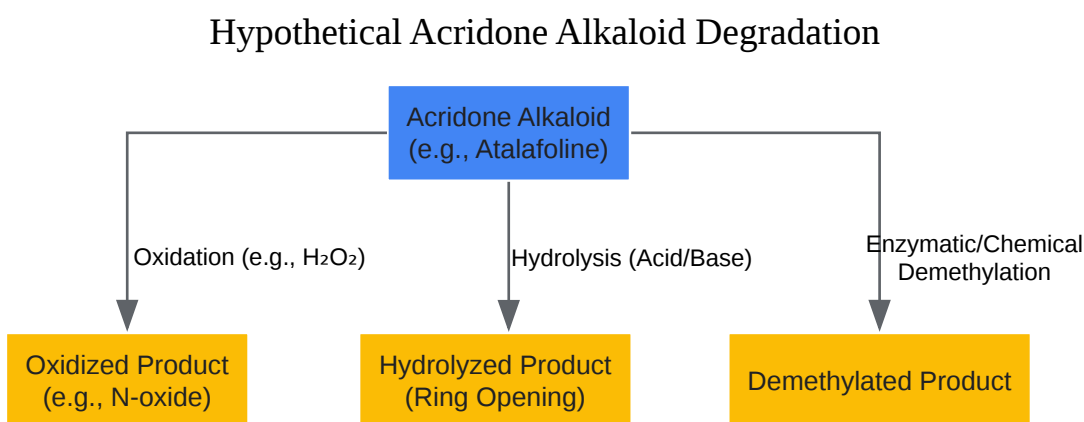 Hypothetical Acridone Alkaloid Degradation
Acridone Alkaloid
(e.g., Atalafoline)
Oxidation (e.g., H₂O₂)
Hydrolysis (Acid/Base)
Enzymatic/Chemical
Demethylation
Oxidized Product
(e.g., N-oxide)
Hydrolyzed Product
(Ring Opening)
Demethylated Product